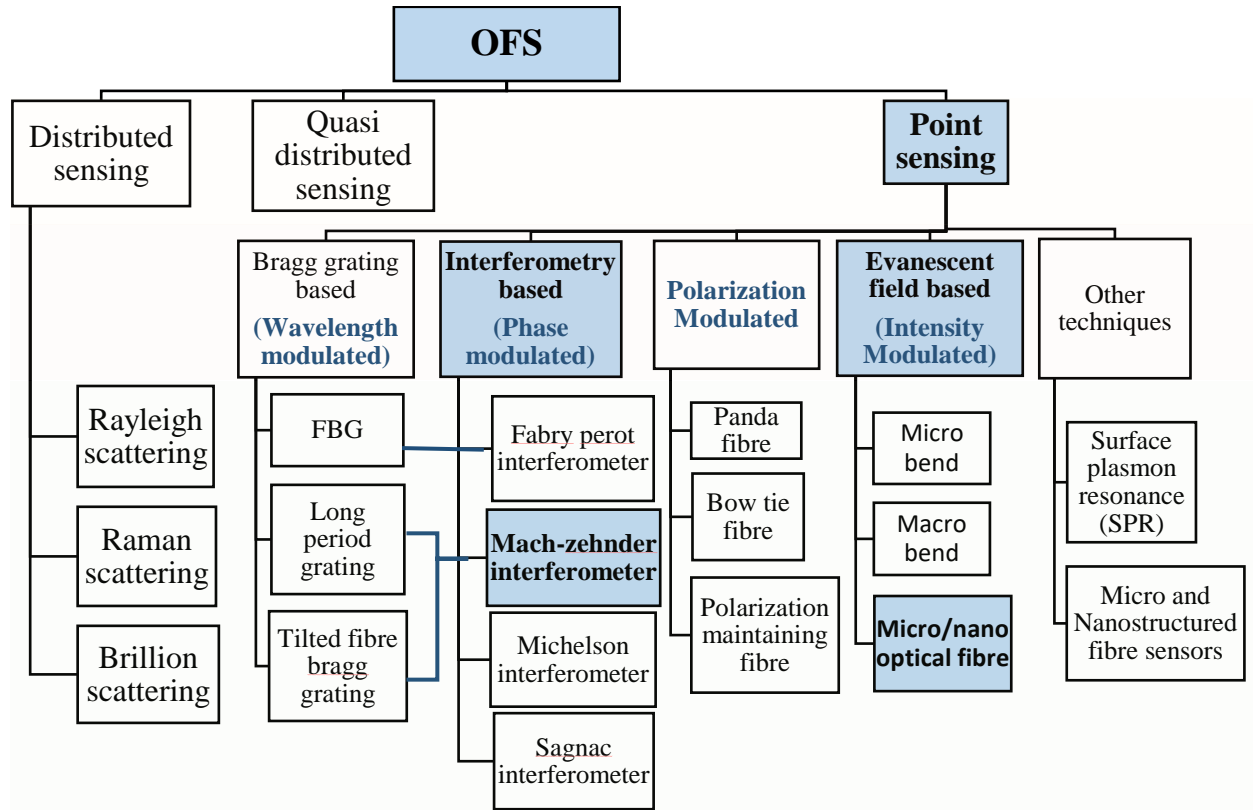 OFS
Distributed
sensing
Quasi
distributed
sensing
Point
sensing
Bragg grating
based
(Wavelength
modulated)
Interferometry
based
(Phase
modulated)
Polarization
Modulated
Evanescent
field based
(Intensity
Modulated)
Other
techniques
Rayleigh
scattering
Raman
scattering
Brillion
scattering
FBG
Long
period
grating
Tilted fibre
bragg
grating
Fabry perot
interferometer
Mach-zehnder
interferometer
Michelson
interferometer
Sagnac
interferometer
Panda
fibre
Bow tie
fibre
Polarization
maintaining
fibre
Micro
bend
Macro
bend
Micro/nano
optical fibre
Surface
plasmon
resonance
(SPR)
Micro and
Nanostructured
fibre sensors